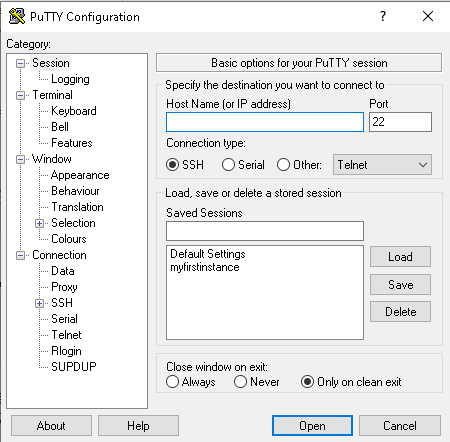 PuTTY Configuration
?
Category:
Session
Logging
Terminal
Keyboard
Bell
Features
Window
Appearance
Behaviour
Translation
Selection
Colours
Connection
Data
Proxy
SSH
Serial
Telnet
Rlogin
SUPDUP
Basic options for your PuTTY session
Specify the destination you want to connect to
Host Name (or IP address) Port
22
Connection type:
SSH Serial Other: Telnet
Load, save or delete a stored session
Saved Sessions
Default Settings
myfirstinstance
Load
Save
Delete
Close window on exit:
Always Never Only on clean exit
About Help Open Cancel